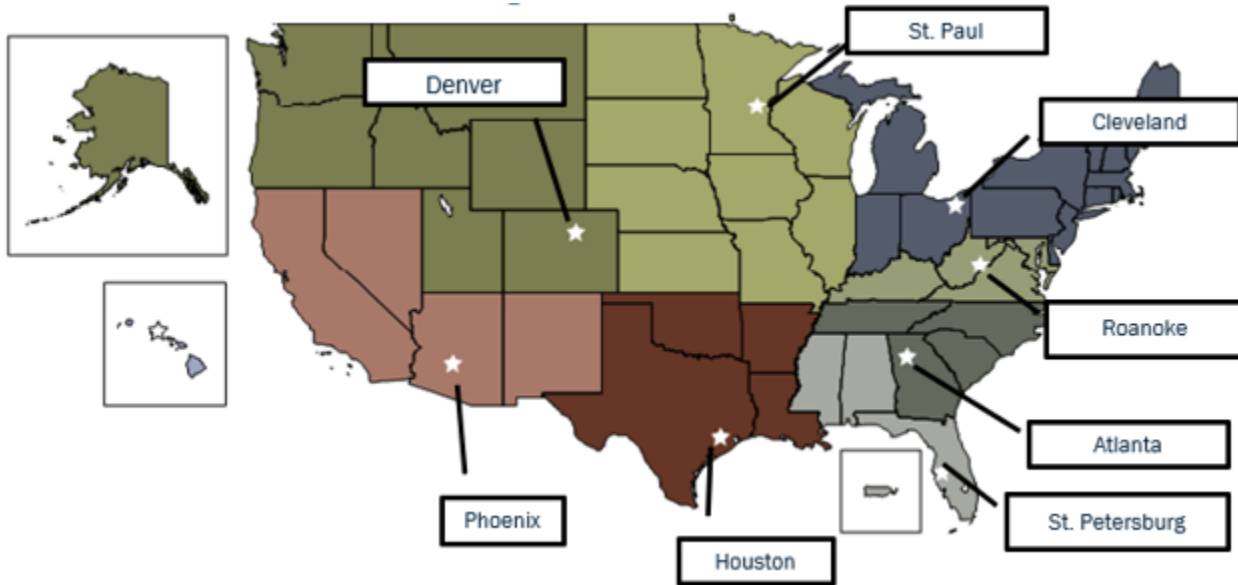 St. Paul
Denver
Cleveland
Roanoke
Atlanta
Phoenix
St. Petersburg
Houston